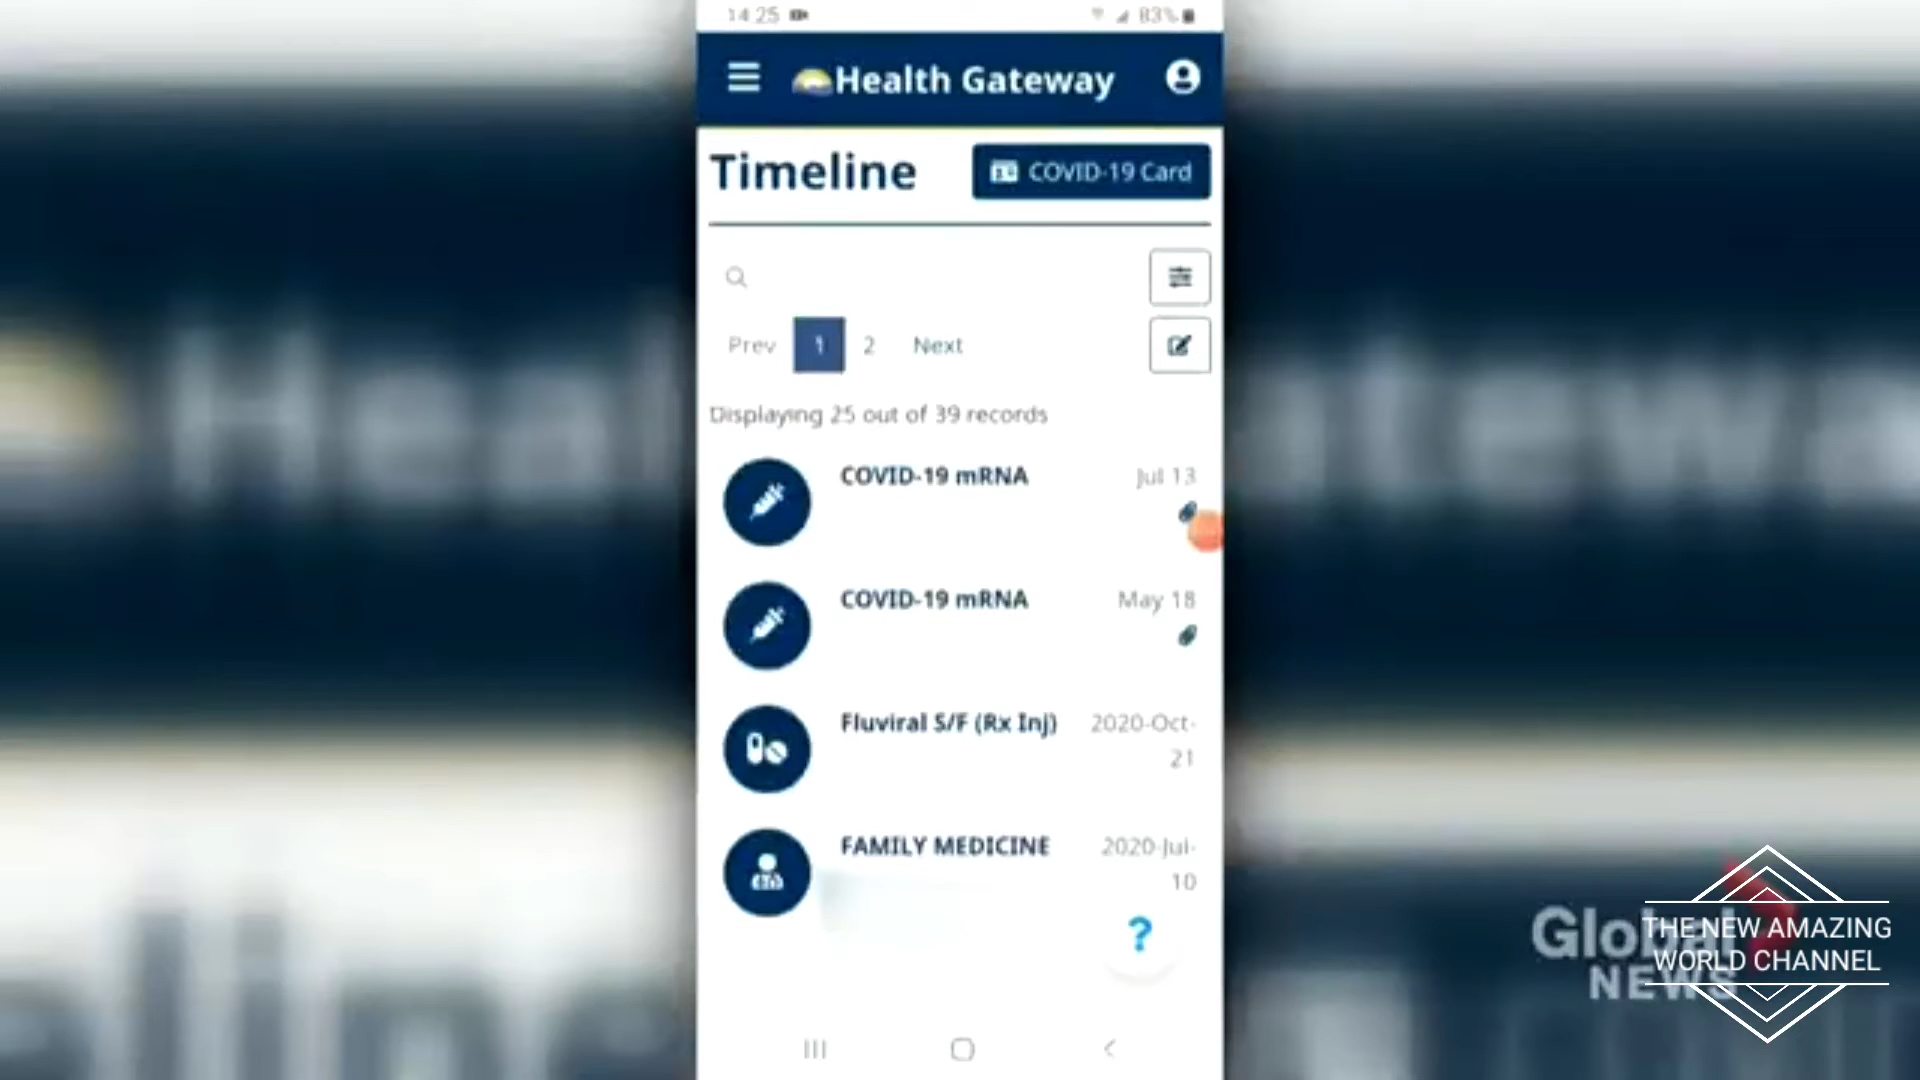 14:25
83%
Health Gateway
Timeline
COVID-19 Card
Prev 1 2 Next
Displaying 25 out of 39 records
COVID-19 mRNA Jul 13
COVID-19 mRNA May 18
Fluviral S/F (Rx Inj) 2020-Oct-
21
FAMILY MEDICINE 2020-Jul-
10
?
Global
NEWS
THE NEW AMAZING
WORLD CHANNEL